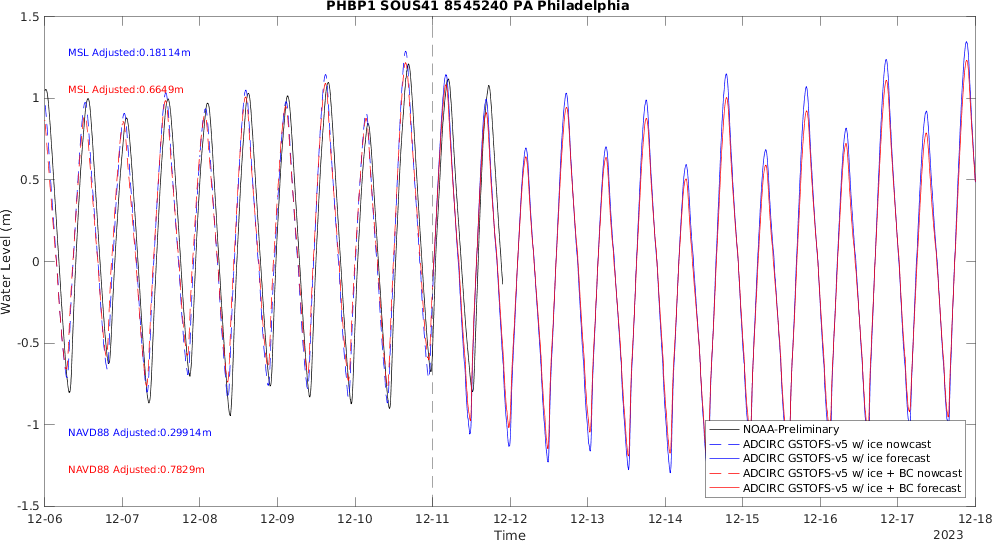 PHBP1 SOUS41 8545240 PA Philadelphia
1.5
MSL Adjusted:0.18114m
MSL Adjusted:0.6649m
1
0.5
0
Water Level (m)
-0.5
-1
NAVD88 Adjusted:0.29914m
NAVD88 Adjusted:0.7829m
NOAA-Preliminary
ADCIRC GSTOFS-v5 w/ ice nowcast
ADCIRC GSTOFS-v5 w/ ice forecast
ADCIRC GSTOFS-v5 w/ ice + BC nowcast
ADCIRC GSTOFS-v5 w/ ice + BC forecast
-1.5
12-06 12-07 12-08 12-09 12-10 12-11 12-12 12-13 12-14 12-15 12-16 12-17 12-18
Time
2023